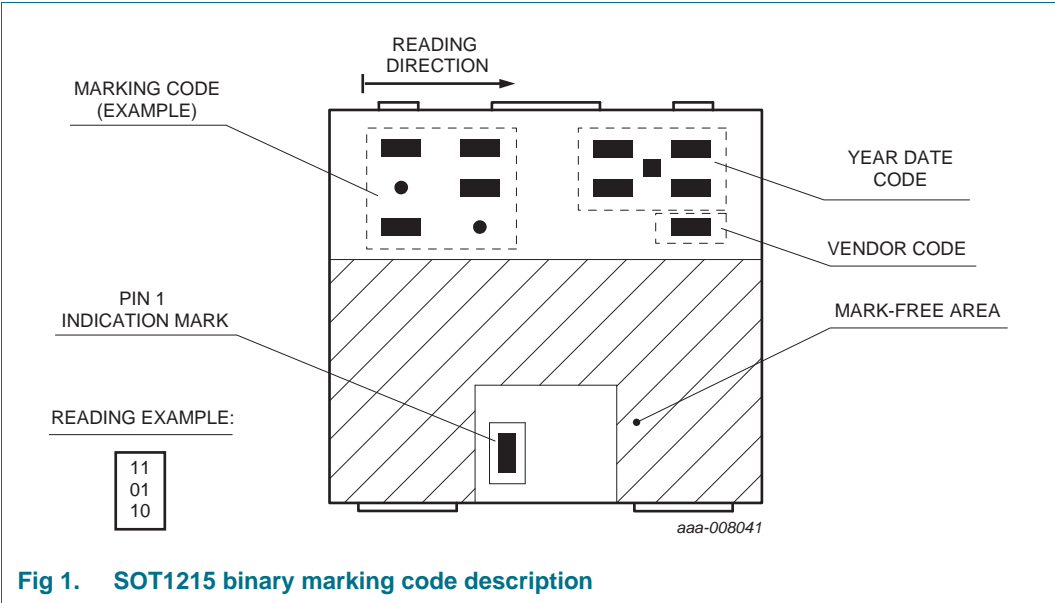 READING
DIRECTION
MARKING CODE
(EXAMPLE)
YEAR DATE
CODE
VENDOR CODE
PIN 1
INDICATION MARK
MARK-FREE AREA
READING EXAMPLE:
11
01
10
aaa-008041
Fig 1. SOT1215 binary marking code description